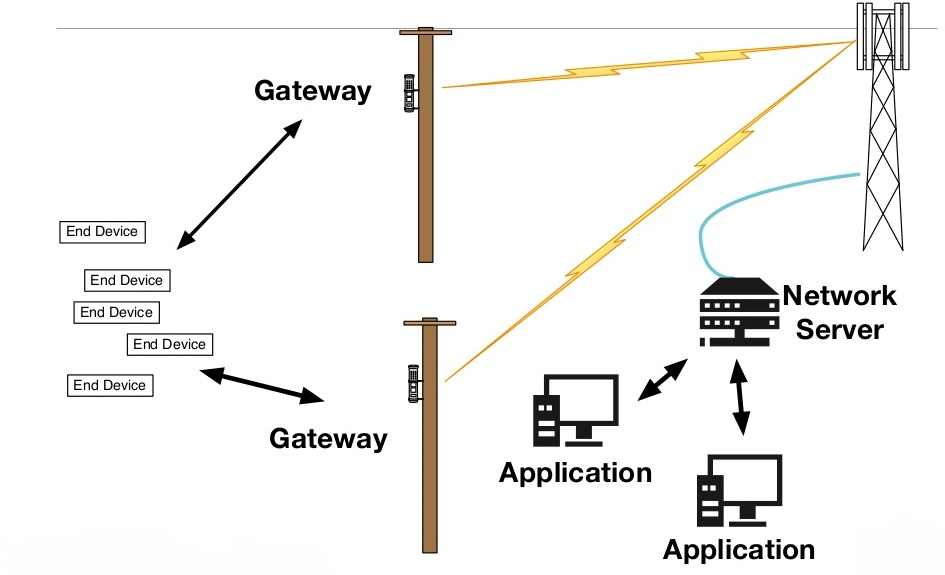 Gateway
End Device
End Device
End Device
End Device
End Device
Gateway
Network
Server
Application
Application